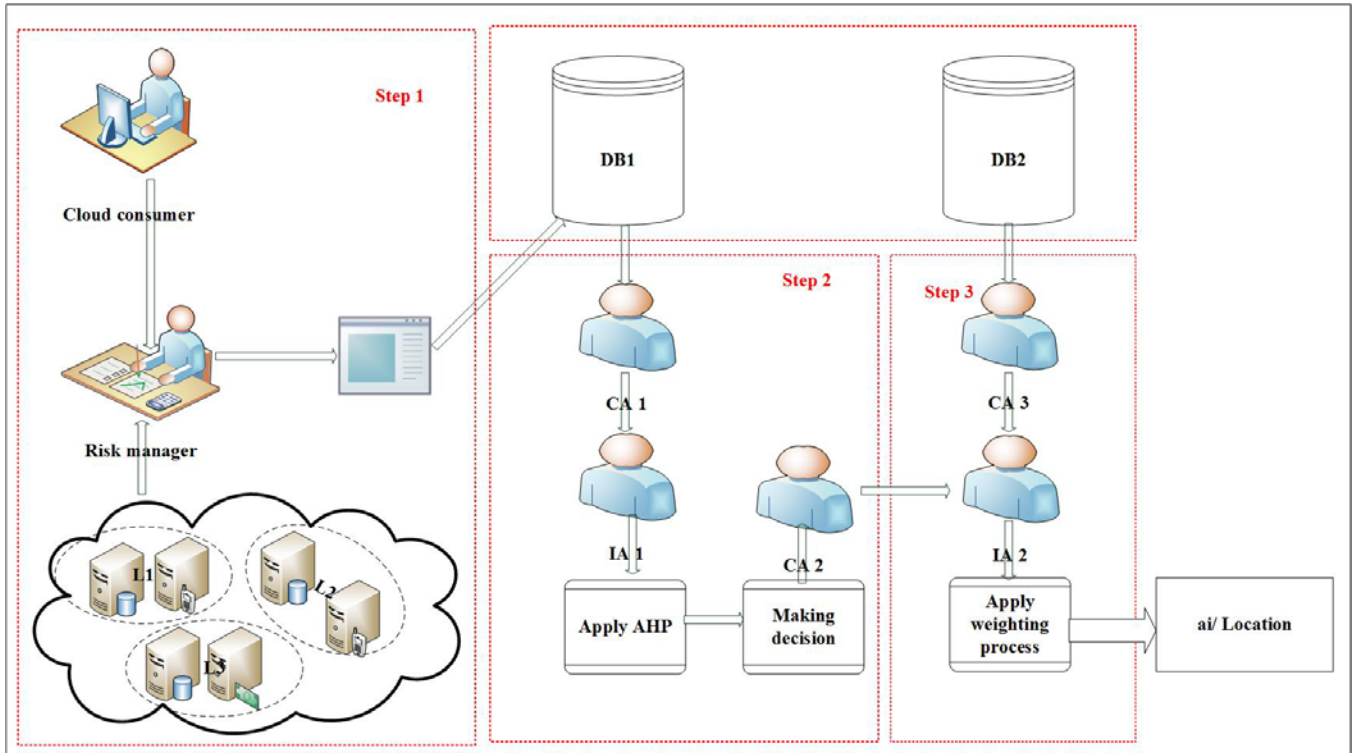 Step 1
Cloud consumer
Risk manager
L1
L2
L3
DB1
DB2
Step 2
CA 1
IA 1
Apply AHP
Making
decision
CA 2
Step 3
CA 3
IA 2
Apply
weighting
process
ai/ Location